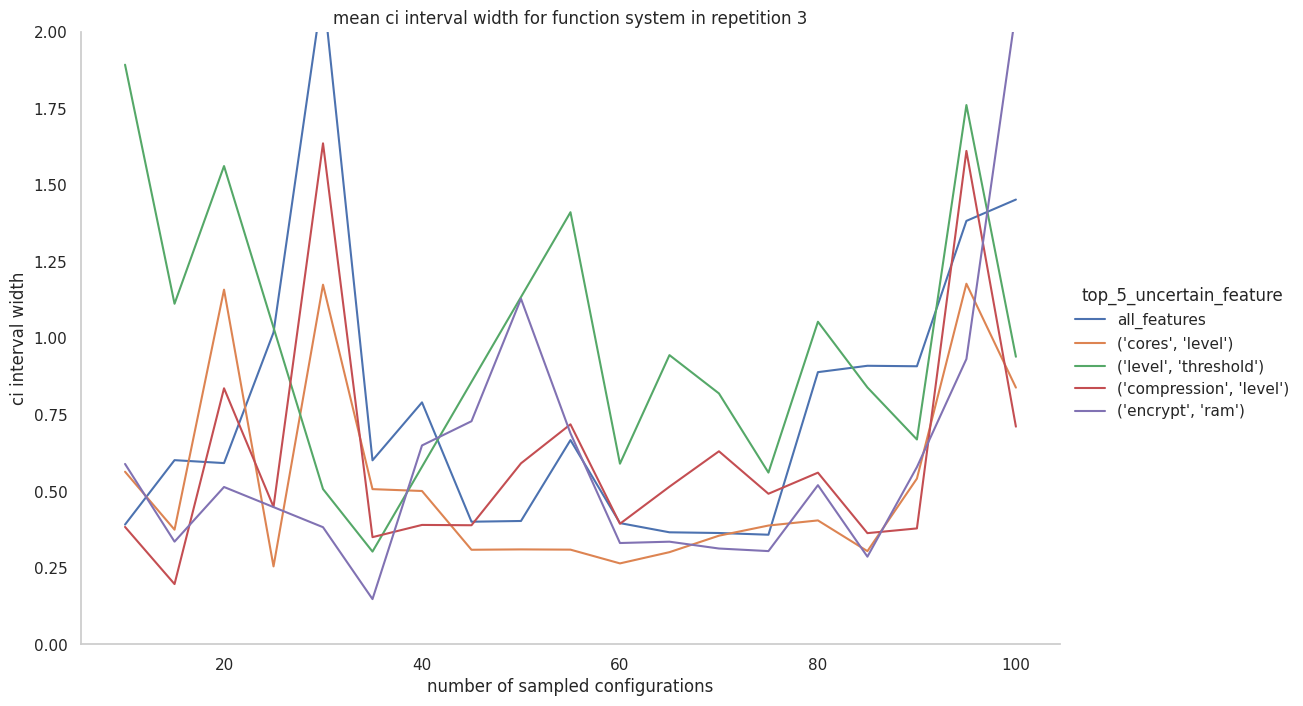 mean ci interval width for function system in repetition 3
2.00
1.75
1.50
1.25
1.00
0.75
0.50
0.25
0.00
ci interval width
20 40 60 80 100
number of sampled configurations
top_5_uncertain_feature
all_features
('cores', 'level')
('level', 'threshold')
('compression', 'level')
('encrypt', 'ram')